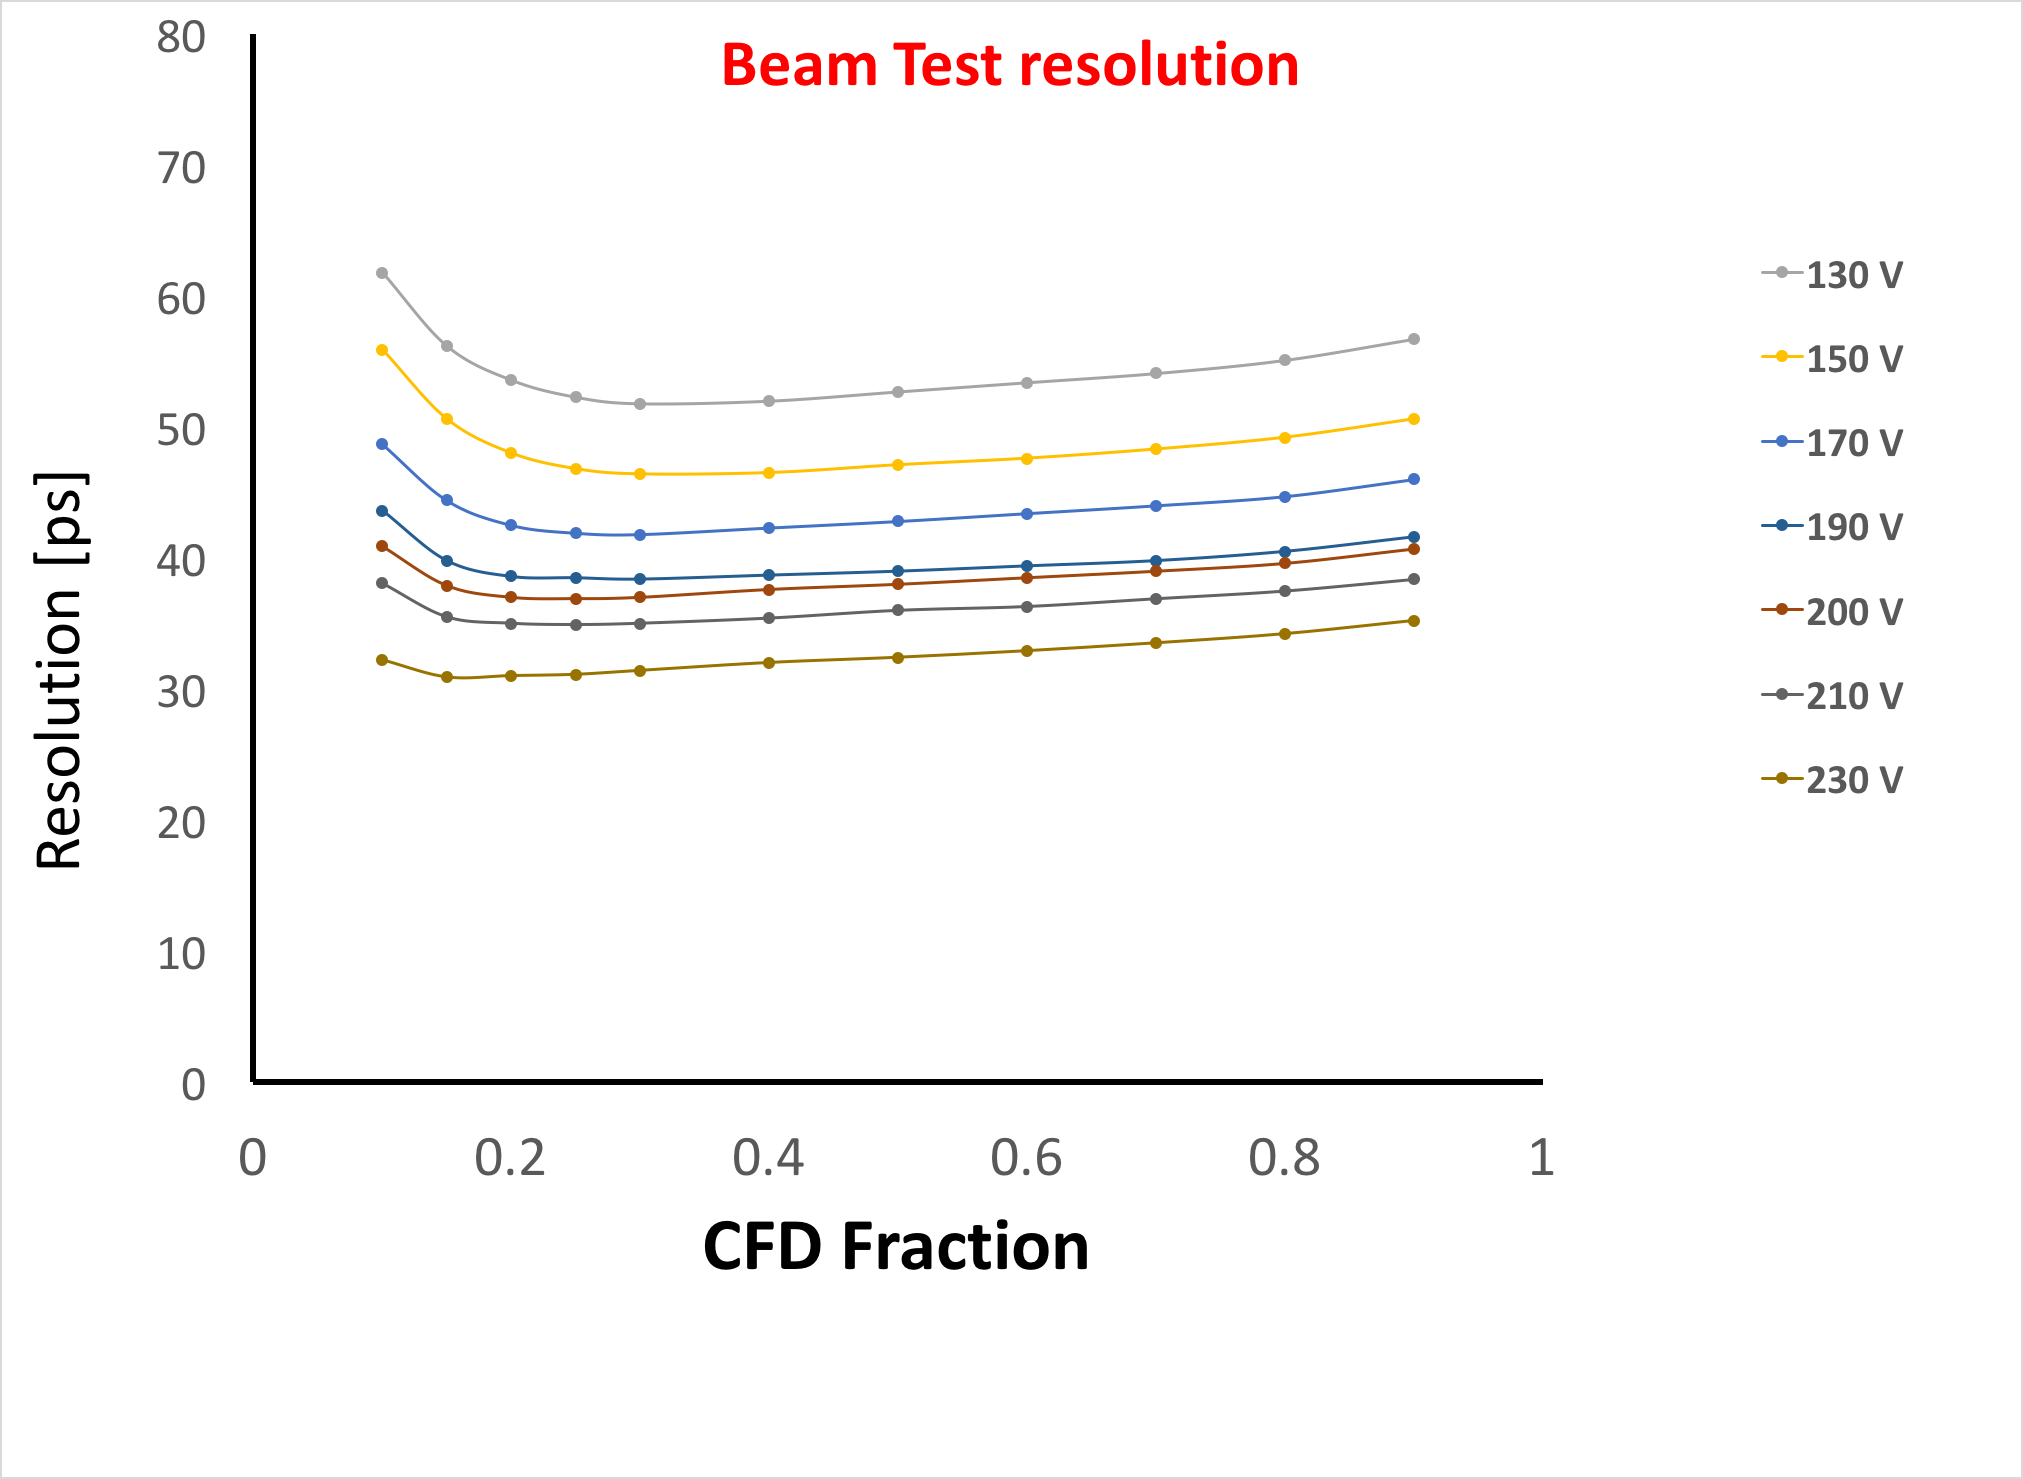 Beam Test resolution
80
70
60
50
40
30
20
10
0
Resolution [ps]
0 0.2 0.4 0.6 0.8 1
CFD Fraction
130 V
150 V
170 V
190 V
200 V
210 V
230 V